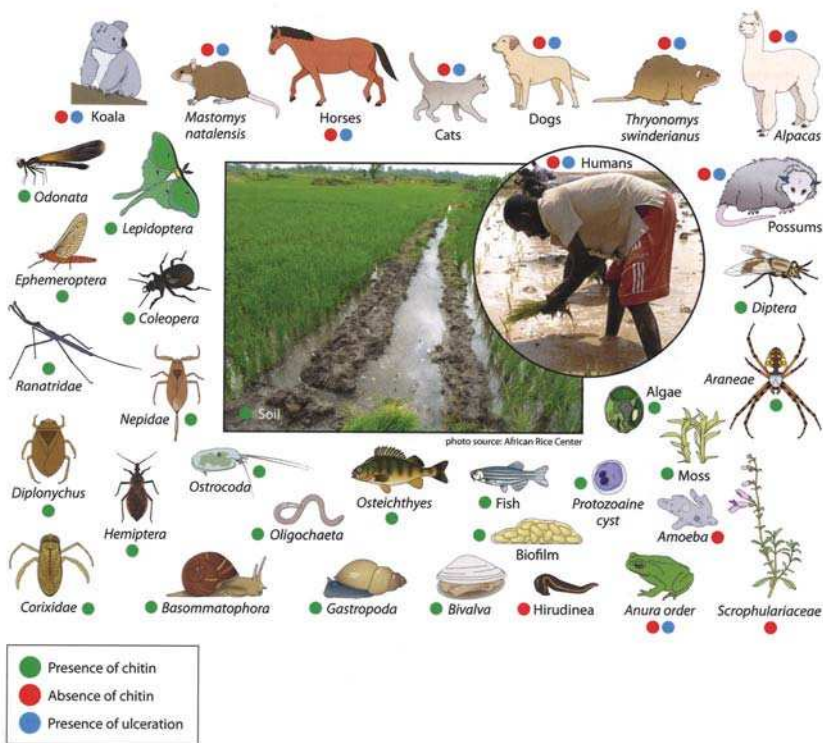 Koala
Mastomys
natalensis
Horses
Cats
Dogs
Thryonomys
swinderianus
Alpacas
Odonata
Lepidoptera
Humans
Possums
Ephemeroptera
Coleopera
Diptera
Ranatridae
Nepidae
Soil
Algae
Araneae
photo source: African Rice Center
Moss
Diplonychus
Hemiptera
Ostrocoda
Oligochaeta
Osteichthyes
Fish
Protozoaine
cyst
Biofilm
Amoeba
Corixidae
Basommatophora
Gastropoda
Bivalva
Hirudinea
Anura order
Scrophulariaceae
Presence of chitin
Absence of chitin
Presence of ulceration